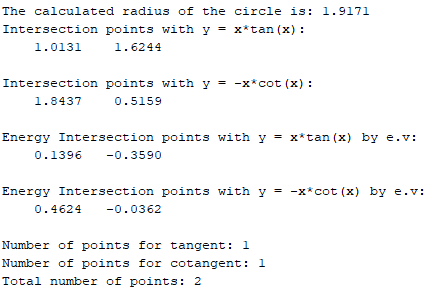 The calculated radius of the circle is: 1.9171
Intersection points with y = x*tan(x):
1.0131 1.6244
Intersection points with y = -x*cot(x):
1.8437 0.5159
Energy Intersection points with y = x*tan(x) by e.v:
0.1396 -0.3590
Energy Intersection points with y = -x*cot(x) by e.v:
0.4624 -0.0362
Number of points for tangent: 1
Number of points for cotangent: 1
Total number of points: 2